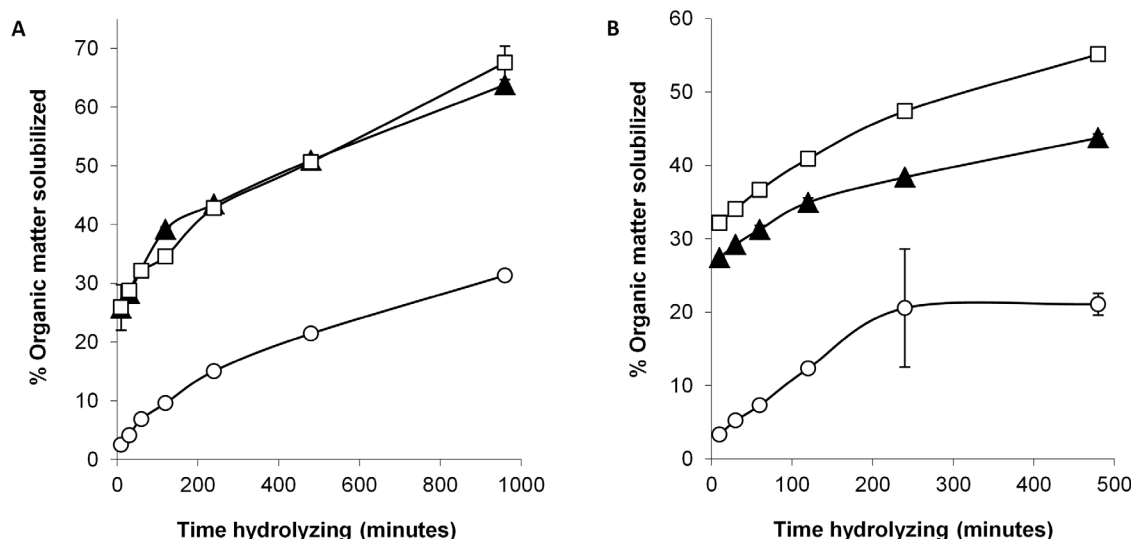 A
% Organic matter solubilized
70
60
50
40
30
20
10
0
0 200 400 600 800 1000
Time hydrolyzing (minutes)
B
% Organic matter solubilized
60
50
40
30
20
10
0
0 100 200 300 400 500
Time hydrolyzing (minutes)